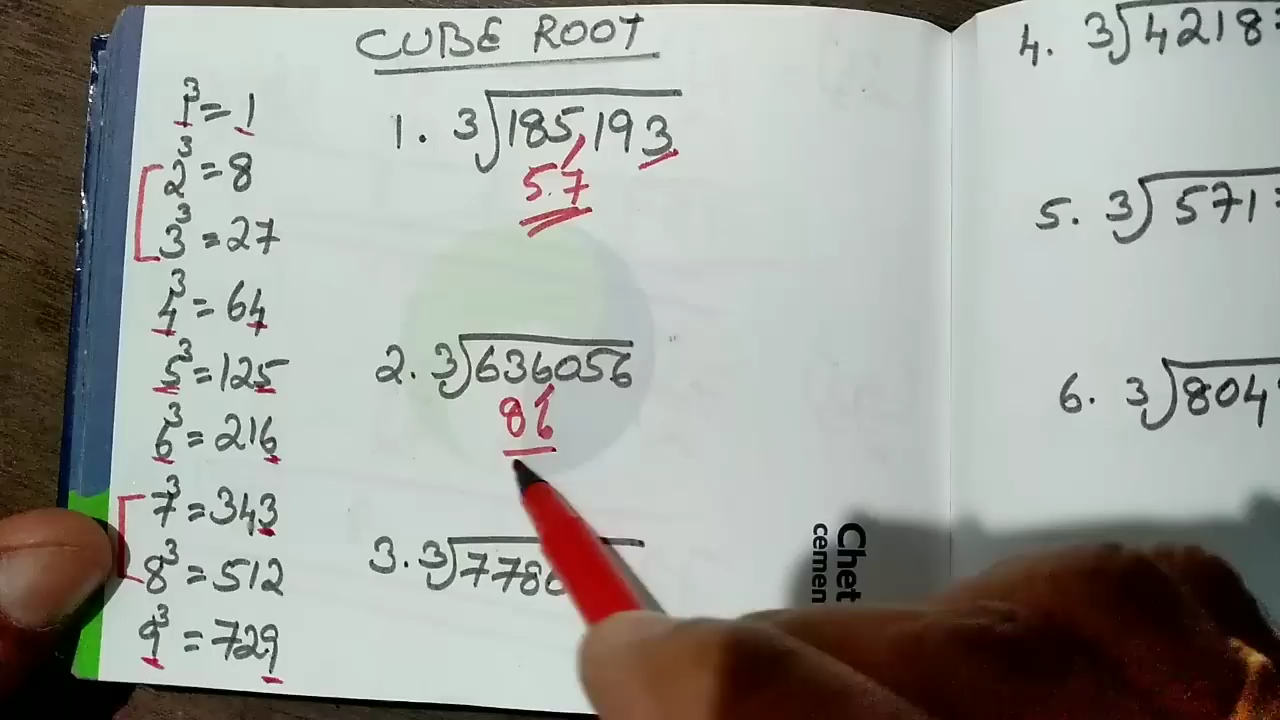 CUBE ROOT
1³ = 1
2³ = 8
3³ = 27
4³ = 64
5³ = 125
6³ = 216
7³ = 343
8³ = 512
9³ = 729
1. ³√185,193
57
2. ³√636056
86
3. ³√778
4. ³√4218
5. ³√571
6. ³√804
Chet
cemen